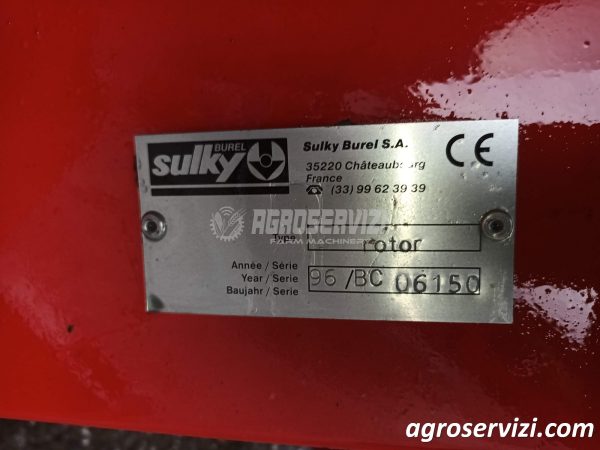 BUREL
sulky
Sulky Burel S.A.
35220 Châteaubourg
France
☎ (33) 99 62 39 39
CE
AGROSERVIZI
FARM MACHINERY
Type
rotor
Année / Série
Year / Serie
Baujahr / Serie
96 /BC 06150
agroservizi.com